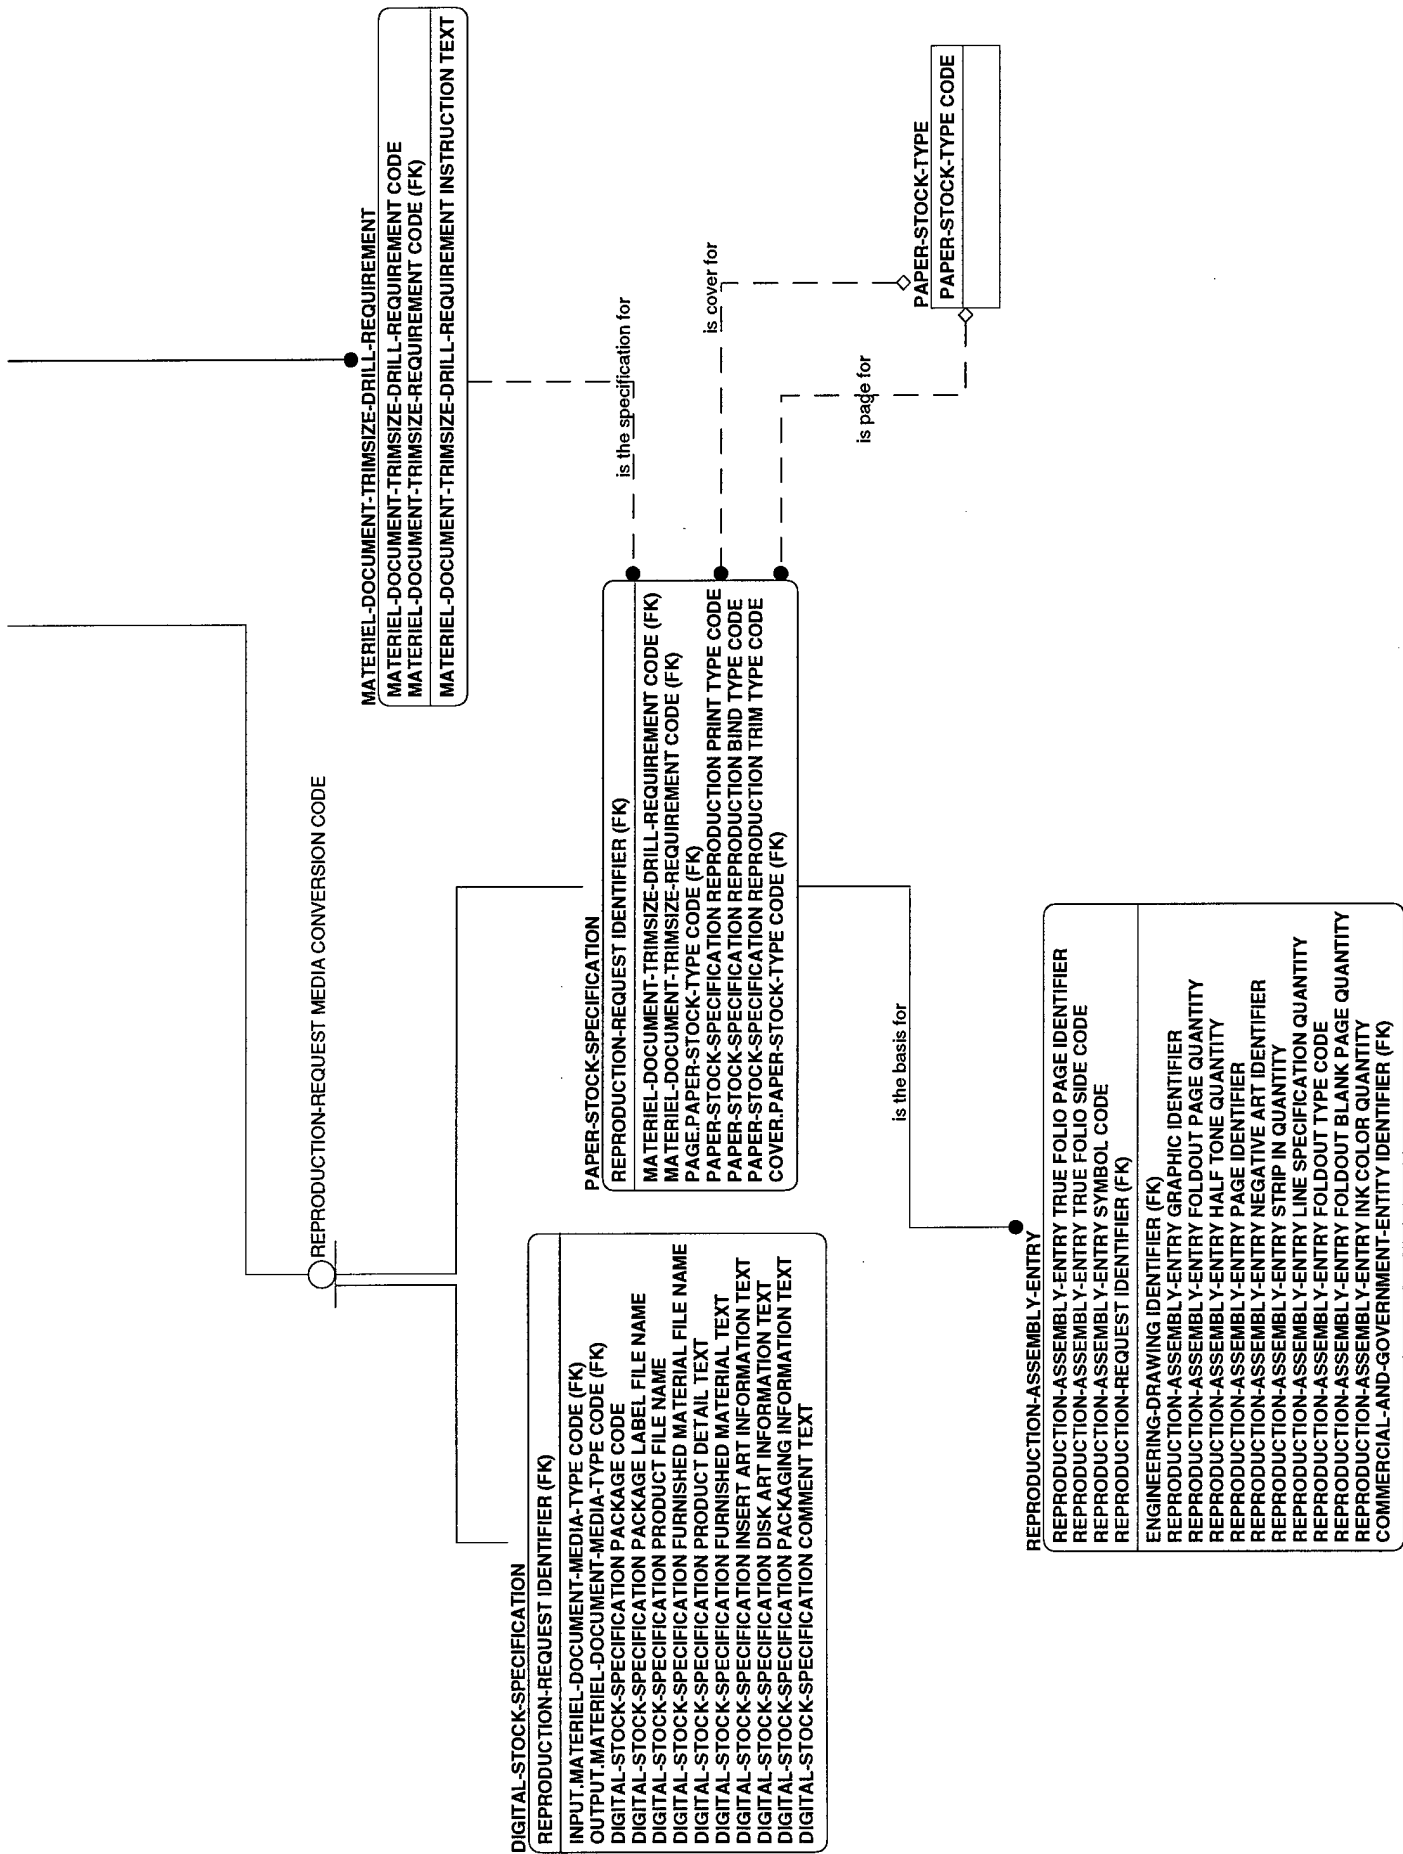 MATERIEL-DOCUMENT-TRIMSIZE-DRILL-REQUIREMENT
MATERIEL-DOCUMENT-TRIMSIZE-DRILL-REQUIREMENT CODE
MATERIEL-DOCUMENT-TRIMSIZE-REQUIREMENT CODE (FK)
MATERIEL-DOCUMENT-TRIMSIZE-DRILL-REQUIREMENT INSTRUCTION TEXT
REPRODUCTION-REQUEST MEDIA CONVERSION CODE
is the specification for
is cover for
is page for
PAPER-STOCK-TYPE
PAPER-STOCK-TYPE CODE
DIGITAL-STOCK-SPECIFICATION
REPRODUCTION-REQUEST IDENTIFIER (FK)
INPUT.MATERIEL-DOCUMENT-MEDIA-TYPE CODE (FK)
OUTPUT.MATERIEL-DOCUMENT-MEDIA-TYPE CODE (FK)
DIGITAL-STOCK-SPECIFICATION PACKAGE CODE
DIGITAL-STOCK-SPECIFICATION PACKAGE LABEL FILE NAME
DIGITAL-STOCK-SPECIFICATION PRODUCT FILE NAME
DIGITAL-STOCK-SPECIFICATION FURNISHED MATERIAL FILE NAME
DIGITAL-STOCK-SPECIFICATION PRODUCT DETAIL TEXT
DIGITAL-STOCK-SPECIFICATION FURNISHED MATERIAL TEXT
DIGITAL-STOCK-SPECIFICATION INSERT ART INFORMATION TEXT
DIGITAL-STOCK-SPECIFICATION DISK ART INFORMATION TEXT
DIGITAL-STOCK-SPECIFICATION PACKAGING INFORMATION TEXT
DIGITAL-STOCK-SPECIFICATION COMMENT TEXT
PAPER-STOCK-SPECIFICATION
REPRODUCTION-REQUEST IDENTIFIER (FK)
MATERIEL-DOCUMENT-TRIMSIZE-DRILL-REQUIREMENT CODE (FK)
MATERIEL-DOCUMENT-TRIMSIZE-REQUIREMENT CODE (FK)
PAGE.PAPER-STOCK-TYPE CODE (FK)
PAPER-STOCK-SPECIFICATION REPRODUCTION PRINT TYPE CODE
PAPER-STOCK-SPECIFICATION REPRODUCTION BIND TYPE CODE
PAPER-STOCK-SPECIFICATION REPRODUCTION TRIM TYPE CODE
COVER.PAPER-STOCK-TYPE CODE (FK)
is the basis for
REPRODUCTION-ASSEMBLY-ENTRY
REPRODUCTION-ASSEMBLY-ENTRY TRUE FOLIO PAGE IDENTIFIER
REPRODUCTION-ASSEMBLY-ENTRY TRUE FOLIO SIDE CODE
REPRODUCTION-ASSEMBLY-ENTRY SYMBOL CODE
REPRODUCTION-REQUEST IDENTIFIER (FK)
ENGINEERING-DRAWING IDENTIFIER (FK)
REPRODUCTION-ASSEMBLY-ENTRY GRAPHIC IDENTIFIER
REPRODUCTION-ASSEMBLY-ENTRY FOLDOUT PAGE QUANTITY
REPRODUCTION-ASSEMBLY-ENTRY HALF TONE QUANTITY
REPRODUCTION-ASSEMBLY-ENTRY PAGE IDENTIFIER
REPRODUCTION-ASSEMBLY-ENTRY NEGATIVE ART IDENTIFIER
REPRODUCTION-ASSEMBLY-ENTRY STRIP IN QUANTITY
REPRODUCTION-ASSEMBLY-ENTRY LINE SPECIFICATION QUANTITY
REPRODUCTION-ASSEMBLY-ENTRY FOLDOUT TYPE CODE
REPRODUCTION-ASSEMBLY-ENTRY FOLDOUT BLANK PAGE QUANTITY
REPRODUCTION-ASSEMBLY-ENTRY INK COLOR QUANTITY
COMMERCIAL-AND-GOVERNMENT-ENTITY IDENTIFIER (FK)